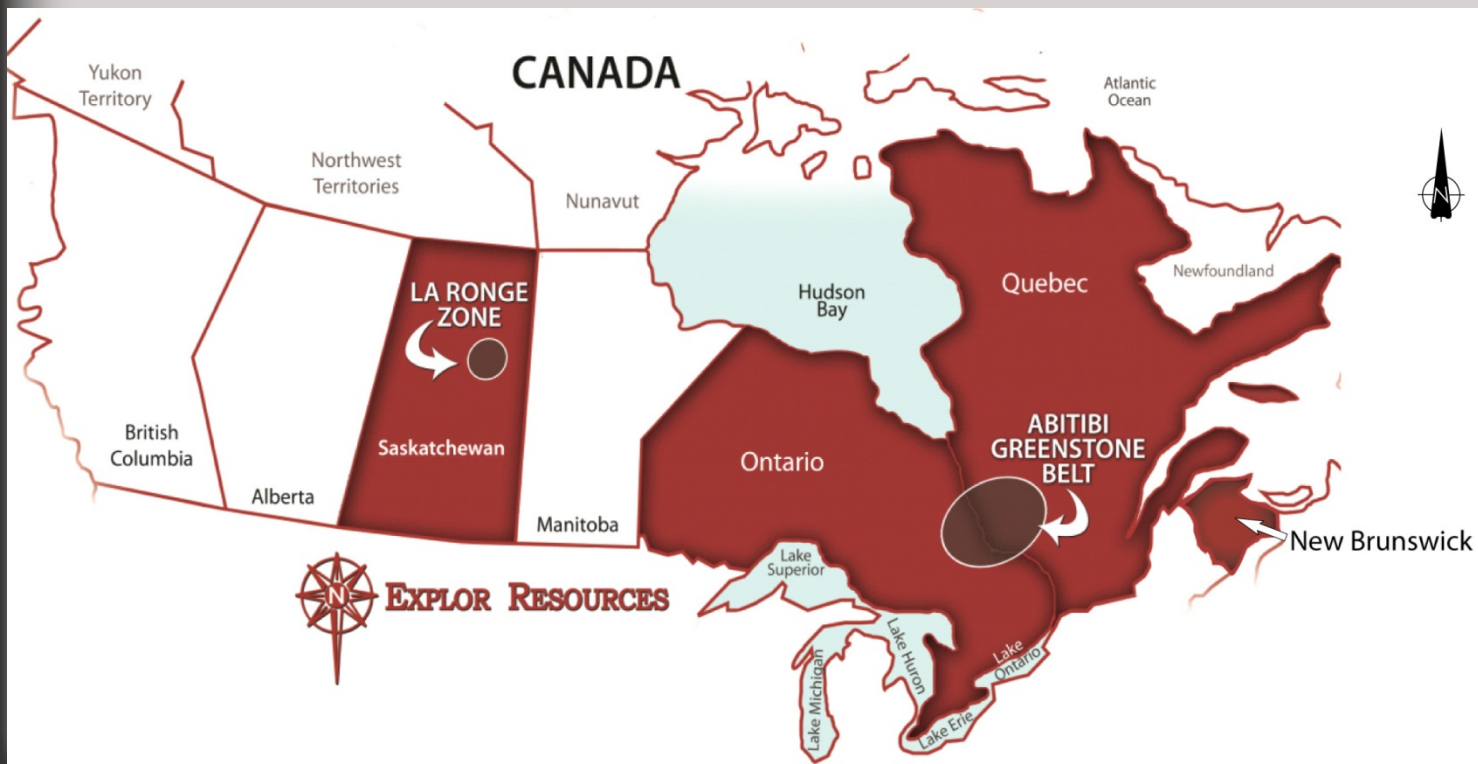 CANADA
Yukon
Territory
Atlantic
Ocean
Northwest
Territories
Nunavut
N
LA RONGE
ZONE
Hudson
Bay
Quebec
Newfoundland
British
Columbia
Saskatchewan
Alberta
Manitoba
Ontario
ABITIBI
GREENSTONE
BELT
New Brunswick
Lake
Superior
N
EXPLOR RESOURCES
Lake Michigan
Lake Huron
Lake
Ontario
Lake Erie